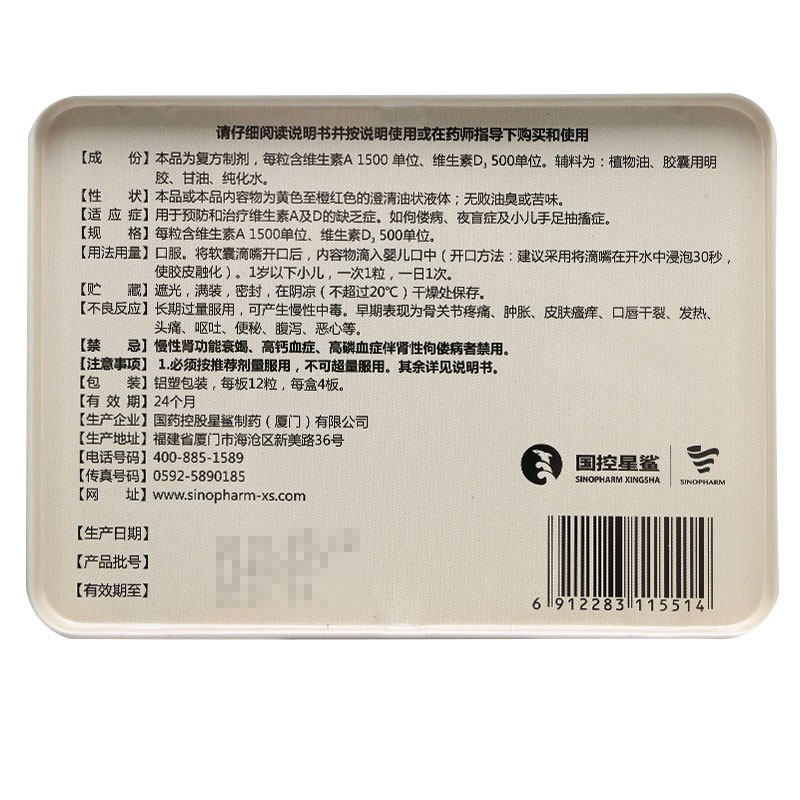 请仔细阅读说明书并按说明使用或在药师指导下购买和使用
【成 份】本品为复方制剂，每粒含维生素A 1500 单位、维生素D₃ 500单位。辅料为：植物油、胶囊用明
胶、甘油、纯化水。
【性 状】本品或本品内容物为黄色至橙红色的澄清油状液体；无败油臭或苦味。
【适 应 症】用于预防和治疗维生素A及D的缺乏症。如佝偻病、夜盲症及小儿手足抽搐症。
【规 格】每粒含维生素A 1500单位、维生素D₃ 500单位。
【用法用量】口服。将软囊滴嘴开口后，内容物滴入婴儿口中（开口方法：建议采用将滴嘴在开水中浸泡30秒，
使胶皮融化）。1岁以下小儿，一次1粒，一日1次。
【贮 藏】遮光，满装，密封，在阴凉（不超过20℃）干燥处保存。
【不良反应】长期过量服用，可产生慢性中毒。早期表现为骨关节疼痛、肿胀、皮肤瘙痒、口唇干裂、发热、
头痛、呕吐、便秘、腹泻、恶心等。
【禁 忌】慢性肾功能衰竭、高钙血症、高磷血症伴肾性佝偻病者禁用。
【注意事项】1.必须按推荐剂量服用，不可超量服用。其余详见说明书。
【包 装】铝塑包装，每板12粒，每盒4板。
【有 效 期】24个月
【生产企业】国药控股星鲨制药（厦门）有限公司
【生产地址】福建省厦门市海沧区新美路36号
【电话号码】400-885-1589
【传真号码】0592-5890185
【网 址】www.sinopharm-xs.com
国控星鲨
SINOPHARM XINGSHA
SINOPHARM
【生产日期】
【产品批号】
【有效期至】
6 912283 115514